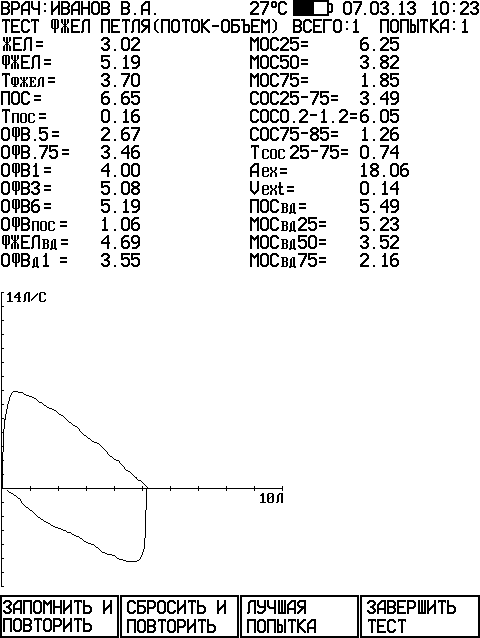 ВРАЧ:ИВАНОВ В.А. 27°C 07.03.13 10:23
ТЕСТ ФЖЕЛ ПЕТЛЯ(ПОТОК-ОБЪЕМ) ВСЕГО:1 ПОПЫТКА:1
ЖЕЛ= 3.02 МОС25= 6.25
ФЖЕЛ= 5.19 МОС50= 3.82
Тфжел= 3.70 МОС75= 1.85
ПОС= 6.65 СОС25-75= 3.49
Тпос= 0.16 СОС0.2-1.2=6.05
ОФВ.5= 2.67 СОС75-85= 1.26
ОФВ.75= 3.46 Тсос25-75= 0.74
ОФВ1= 4.00 Aex= 18.06
ОФВ3= 5.08 Vext= 0.14
ОФВ6= 5.19 ПОСвд= 5.49
ОФВпос= 1.06 МОСвд25= 5.23
ФЖЕЛвд= 4.69 МОСвд50= 3.52
ОФВд1 = 3.55 МОСвд75= 2.16
14Л/С
10Л
ЗАПОМНИТЬ И ПОВТОРИТЬ
СБРОСИТЬ И ПОВТОРИТЬ
ЛУЧШАЯ ПОПЫТКА
ЗАВЕРШИТЬ ТЕСТ